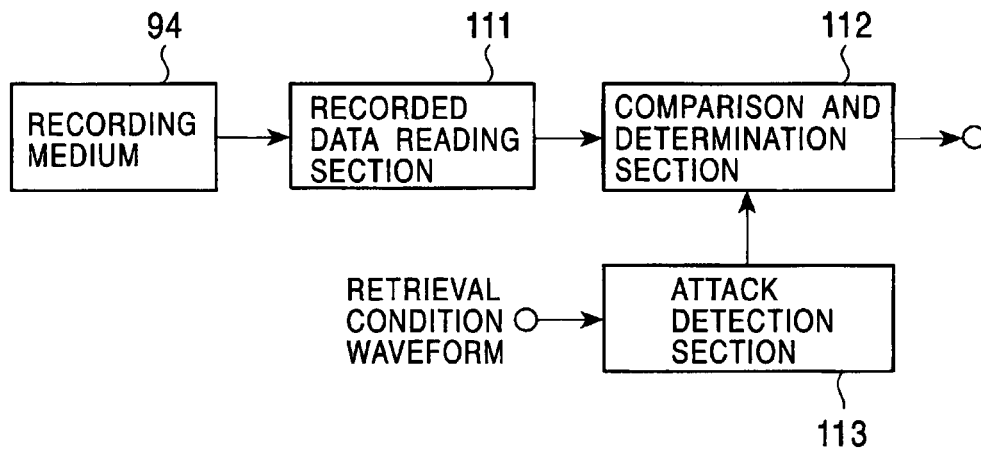 94
111
112
RECORDING
MEDIUM
RECORDED
DATA READING
SECTION
COMPARISON AND
DETERMINATION
SECTION
RETRIEVAL
CONDITION
WAVEFORM
ATTACK
DETECTION
SECTION
113